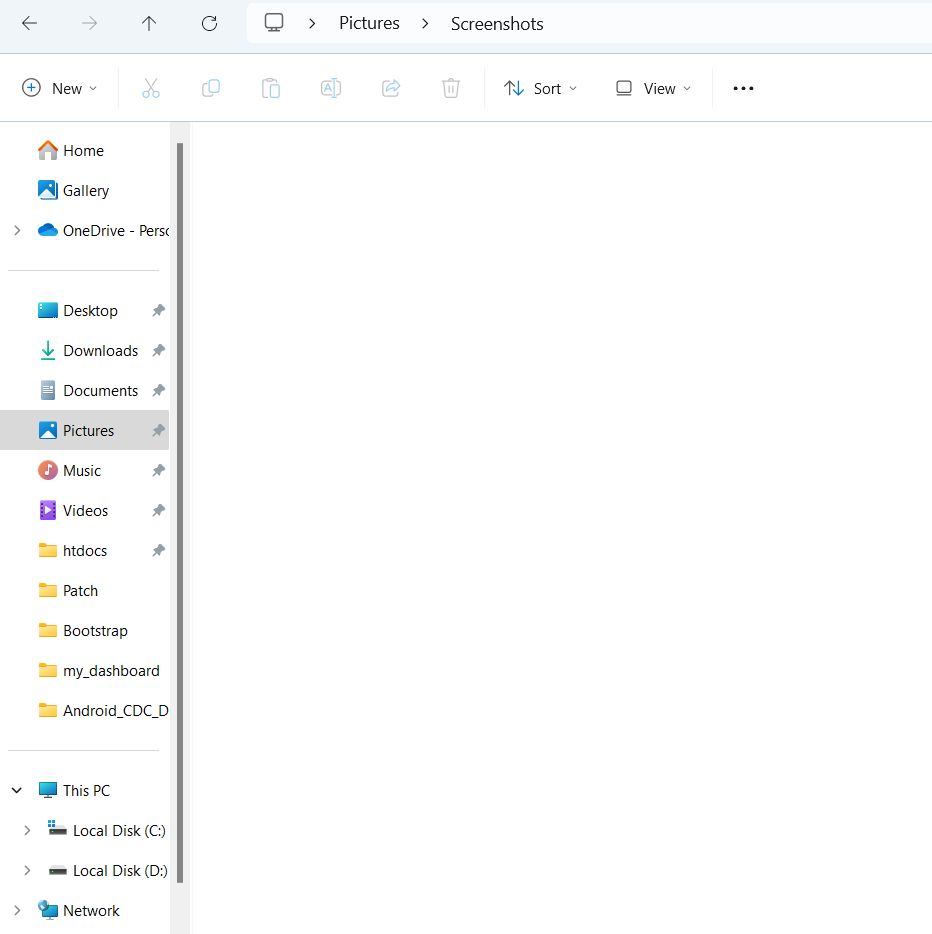 Pictures > Screenshots
New Sort View
Home
Gallery
OneDrive - Perso
Desktop
Downloads
Documents
Pictures
Music
Videos
htdocs
Patch
Bootstrap
my_dashboard
Android_CDC_D
This PC
Local Disk (C:)
Local Disk (D:)
Network